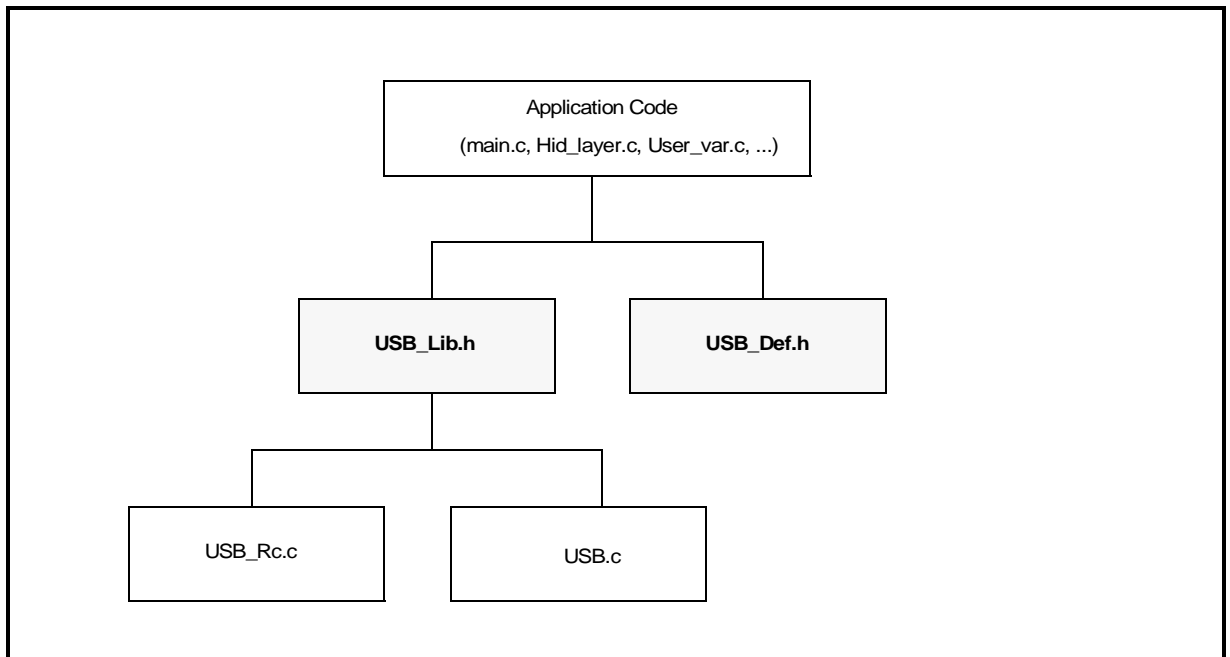 Application Code
(main.c, Hid_layer.c, User_var.c, ...)
USB_Lib.h
USB_Def.h
USB_Rc.c
USB.c